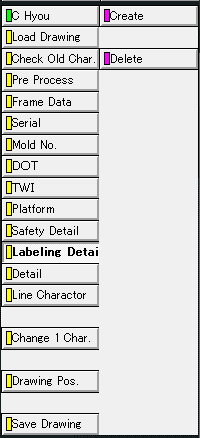 C Hyou
Create
Load Drawing
Check Old Char.
Delete
Pre Process
Frame Data
Serial
Mold No.
DOT
TWI
Platform
Safety Detail
Labeling Detai
Detail
Line Charactor
Change 1 Char.
Drawing Pos.
Save Drawing